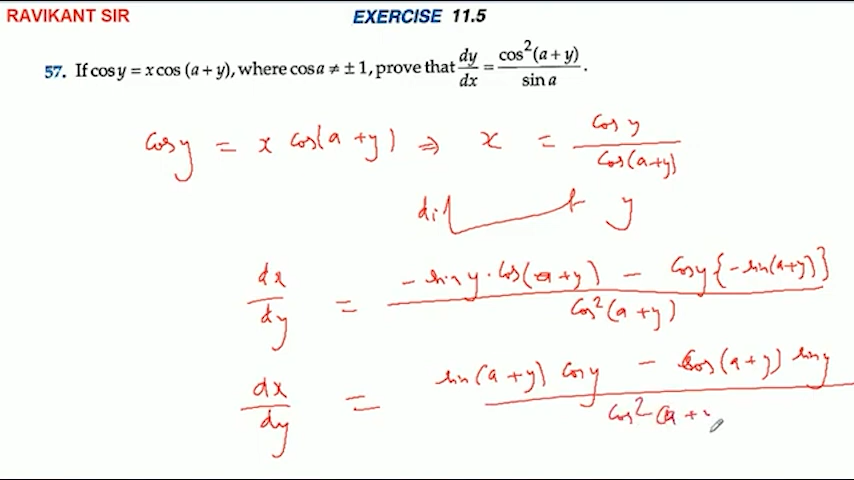 RAVIKANT SIR
EXERCISE 11.5
57. If cos y = x cos (a + y), where cos a ≠ ± 1, prove that dy/dx = cos²(a + y)/sin a.
cos y = x cos(a + y) ⇒ x = cos y/cos(a+y)
dif w r t y
dx/dy = -sin y · cos(a+y) - cos y{-sin(a+y)}/cos²(a+y)
dx/dy = sin(a+y) cos y - cos(a+y) sin y/cos²(a+y